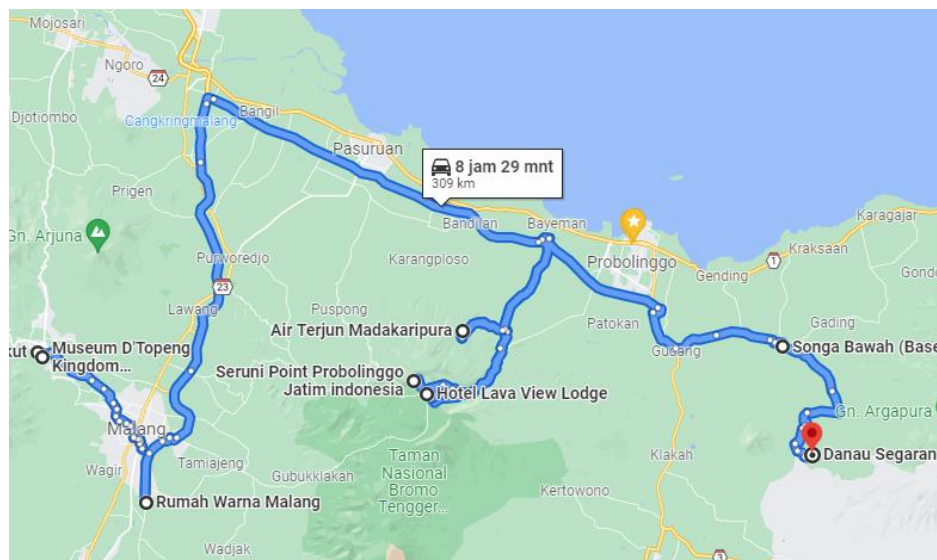 Mojosari
Ngoro
24
Djotiombo
Cangkringmalang
Bangil
Pasuruan
8 jam 29 mnt
309 km
Prigen
Gn. Arjuna
Bandilan
Bayeman
Karagajar
Kraksaan
Probolinggo
1
Purworedjo
Karangploso
Gending
Gondo
23
Lawang
Puspong
Air Terjun Madakaripura
Patokan
Gading
kut
Museum D'Topeng
Kingdom...
Gudang
Songa Bawah (Base
Seruni Point Probolinggo
Jatim indonesia
Hotel Lava View Lodge
Gn. Argapura
Malang
Wagir
Tamiajeng
Gubukklakah
Taman
Nasional
Bromo
Tengger...
Klakah
Danau Segaran
Rumah Warna Malang
Kertowono
Wadjak
3